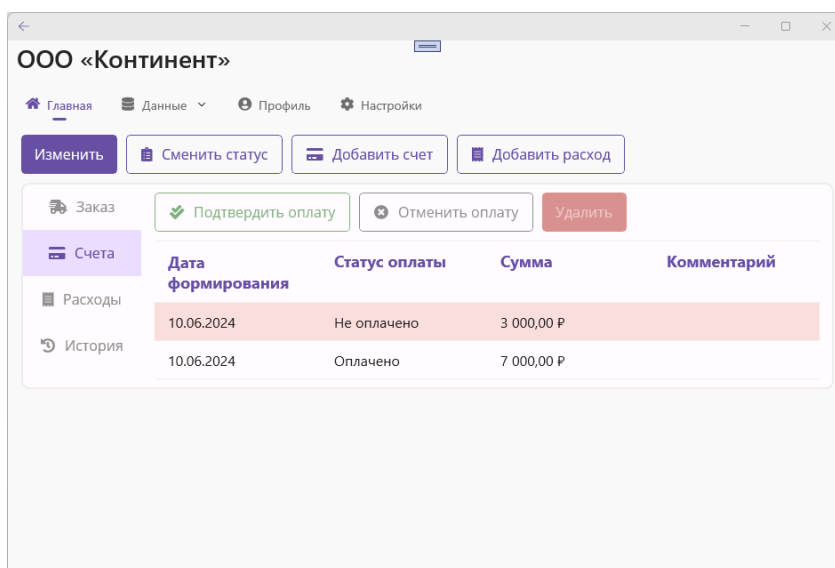 ООО «Континент»
Главная Данные Профиль Настройки
Изменить Сменить статус Добавить счет Добавить расход
Заказ
Счета
Расходы
История
Подтвердить оплату Отменить оплату Удалить
Дата формирования Статус оплаты Сумма Комментарий
10.06.2024 Не оплачено 3 000,00 ₽
10.06.2024 Оплачено 7 000,00 ₽